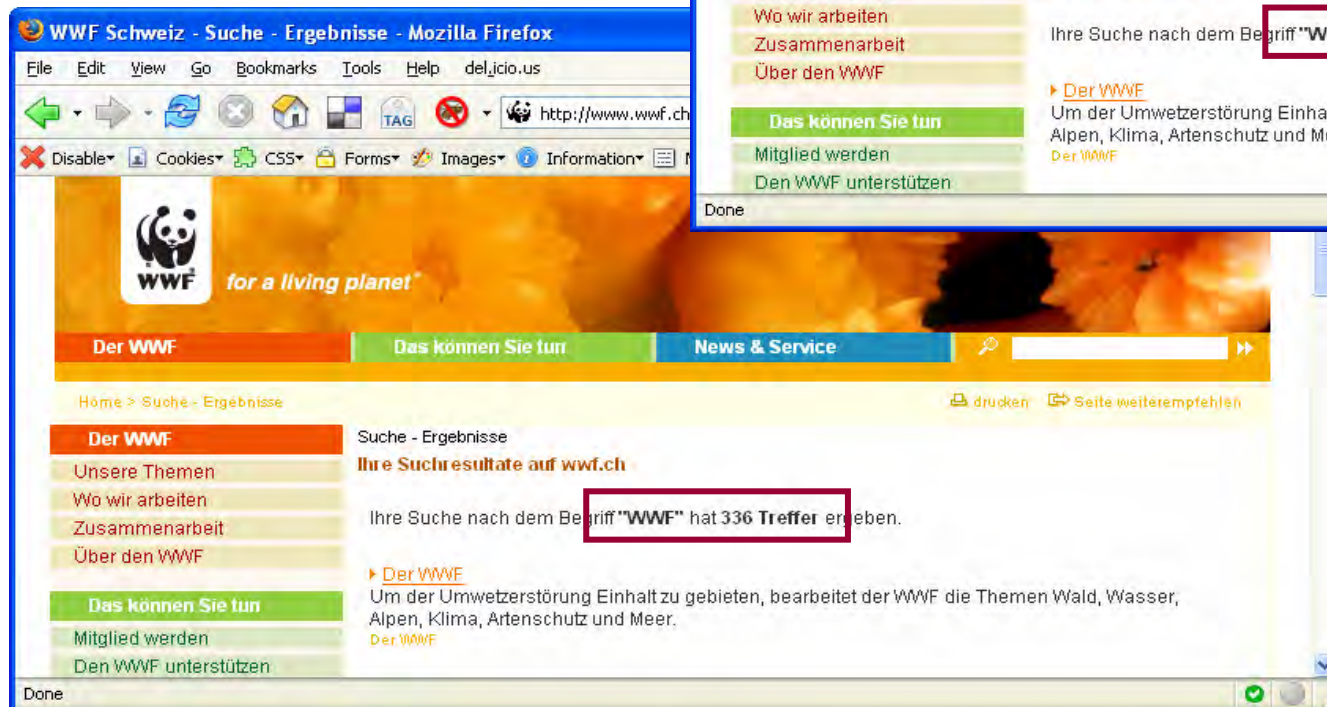 WWF Schweiz - Suche - Ergebnisse - Mozilla Firefox
File Edit View Go Bookmarks Tools Help del.icio.us
TAG http://www.wwf.ch
Disable Cookies CSS Forms Images Information
WWF for a living planet
Der WWF Das können Sie tun News & Service
Home > Suche - Ergebnisse drucken Seite weiterempfehlen
Der WWF
Unsere Themen
Wo wir arbeiten
Zusammenarbeit
Über den WWF
Das können Sie tun
Mitglied werden
Den WWF unterstützen
Suche - Ergebnisse
Ihre Suchresultate auf wwf.ch
Ihre Suche nach dem Begriff "WWF" hat 336 Treffer ergeben.
Der WWF
Um der Umwetzerstörung Einhalt zu gebieten, bearbeitet der WWF die Themen Wald, Wasser,
Alpen, Klima, Artenschutz und Meer.
Der WWF
Done
Wo wir arbeiten
Zusammenarbeit
Über den WWF
Das können Sie tun
Mitglied werden
Den WWF unterstützen
Ihre Suche nach dem Begriff
Der WWF
Um der Umwetzerstörung
Alpen, Klima, Artenschutz und
Der WWF
Done